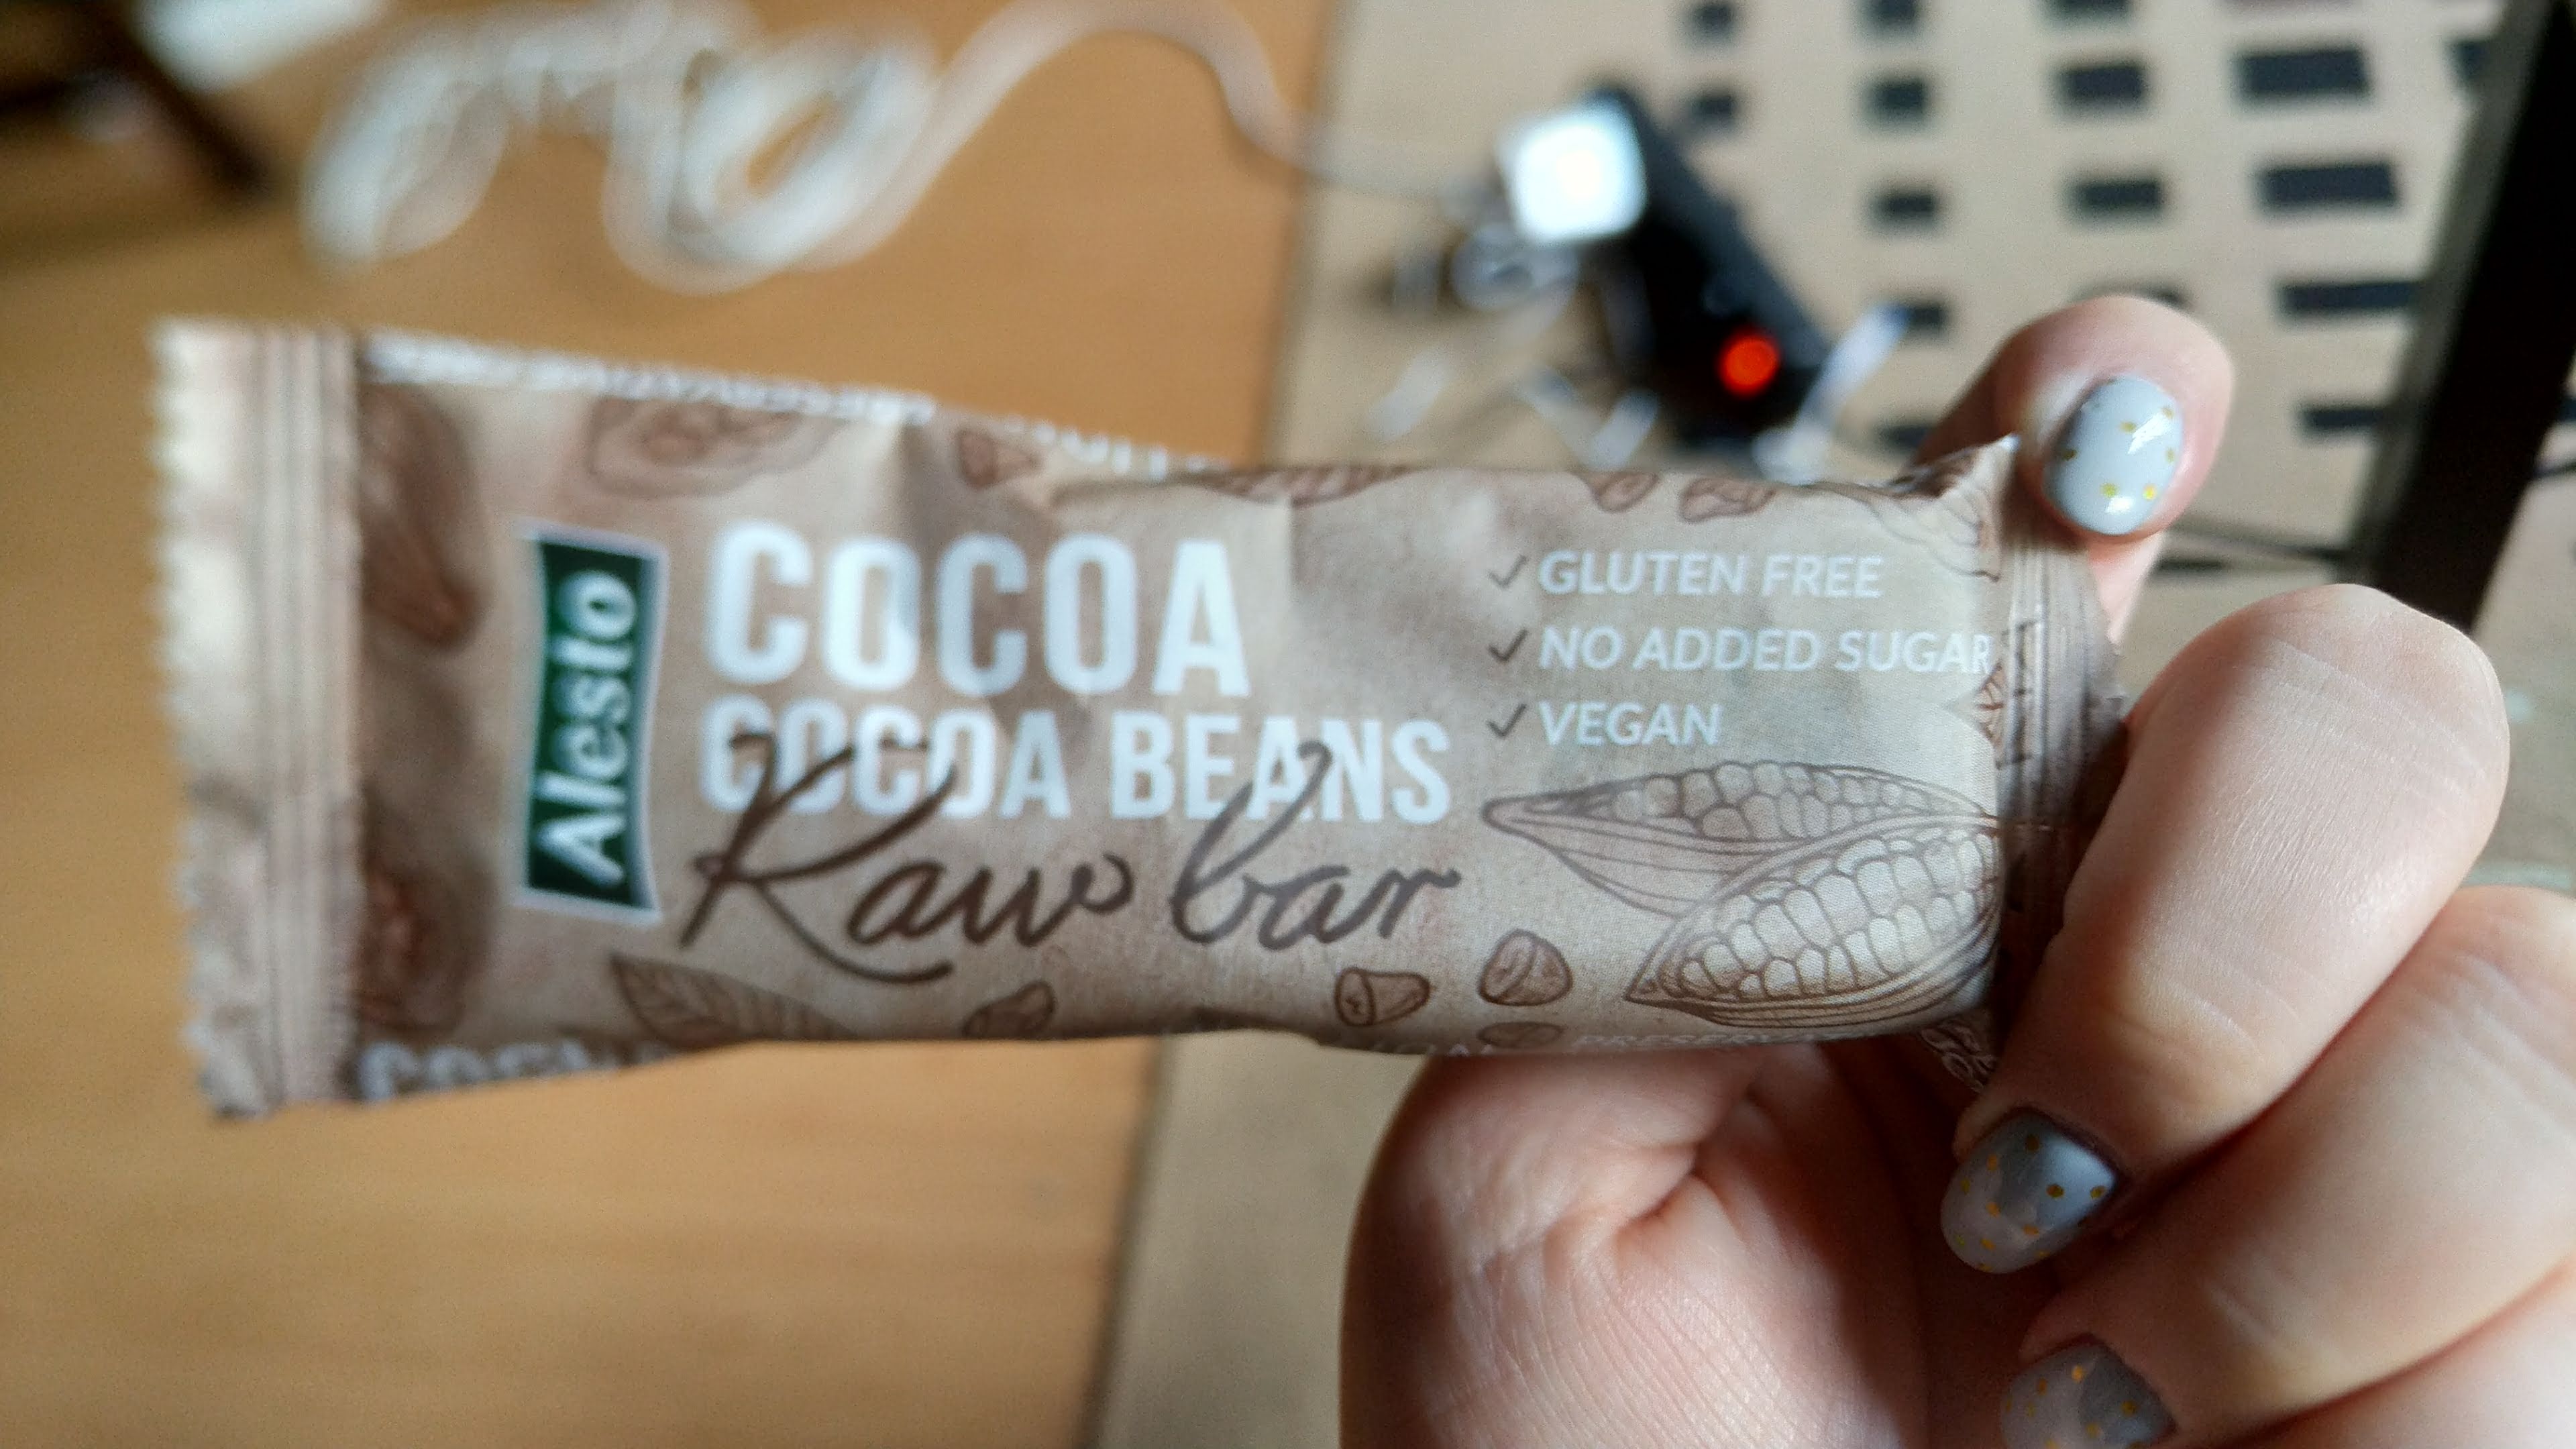 Alesto
COCOA
COCOA BEANS
Raw bar
GLUTEN FREE
NO ADDED SUGAR
VEGAN